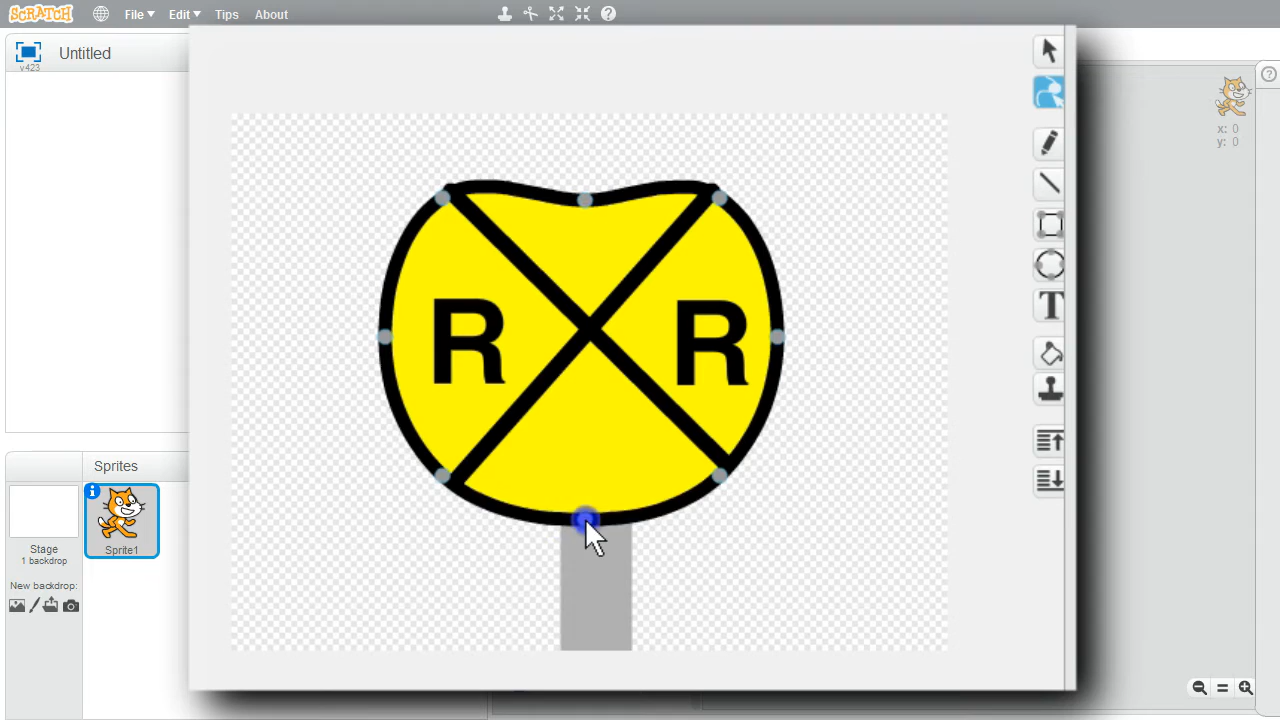 SCRATCH File Edit Tips About
Untitled
v423
x: 0
y: 0
R R
T
Sprites
Stage
1 backdrop
Sprite1
New backdrop: